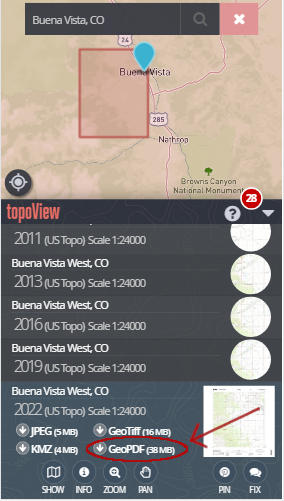 Buena Vista, CO
24
Buena Vista
285
Nathrop
Browns Canyon
National Monument
28
topoView
?
2011 (US Topo) Scale 1:24000
Buena Vista West, CO
2013 (US Topo) Scale 1:24000
Buena Vista West, CO
2016 (US Topo) Scale 1:24000
Buena Vista West, CO
2019 (US Topo) Scale 1:24000
Buena Vista West, CO
2022 (US Topo) Scale 1:24000
JPEG (5 MB) GeoTiff (16 MB)
KMZ (4 MB) GeoPDF (38 MB)
SHOW INFO ZOOM PAN PIN FIX